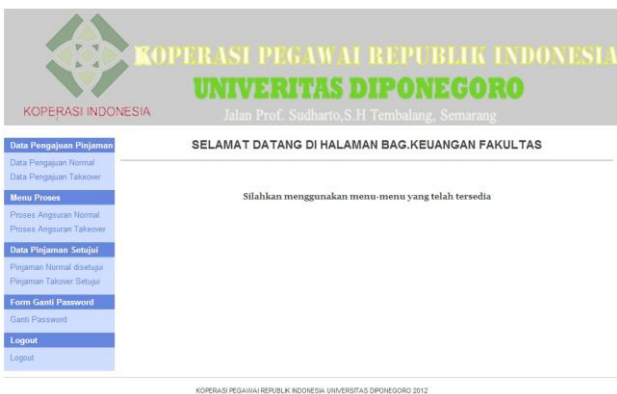 KOPERASI PEGAWAI REPUBLIK INDONESIA
UNIVERITAS DIPONEGORO
Jalan Prof. Sudharto,S.H Tembalang, Semarang
KOPERASI INDONESIA
Data Pengajuan Pinjaman
Data Pengajuan Normal
Data Pengajuan Takeover
Menu Proses
Proses Angsuran Normal
Proses Angsuran Takeover
Data Pinjaman Setujui
Pinjaman Normal disetujui
Pinjaman Takover Setujui
Form Ganti Password
Ganti Password
Logout
Logout
SELAMAT DATANG DI HALAMAN BAG.KEUANGAN FAKULTAS
Silahkan menggunakan menu-menu yang telah tersedia
KOPERASI PEGAWAI REPUBLIK INDONESIA UNIVERSITAS DIPONEGORO 2012